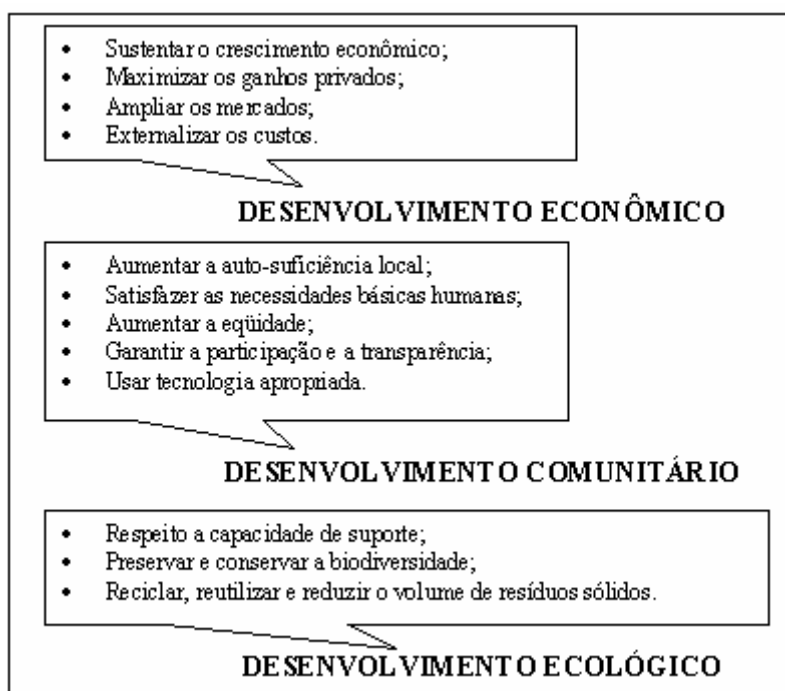 • Sustentar o crescimento econômico;
• Maximizar os ganhos privados;
• Ampliar os mercados;
• Externalizar os custos.
DESENVOLVIMENTO ECONÔMICO
• Aumentar a auto-suficiência local;
• Satisfazer as necessidades básicas humanas;
• Aumentar a eqüidade;
• Garantir a participação e a transparência;
• Usar tecnologia apropriada.
DESENVOLVIMENTO COMUNITÁRIO
• Respeito a capacidade de suporte;
• Preservar e conservar a biodiversidade;
• Reciclar, reutilizar e reduzir o volume de resíduos sólidos.
DESENVOLVIMENTO ECOLÓGICO